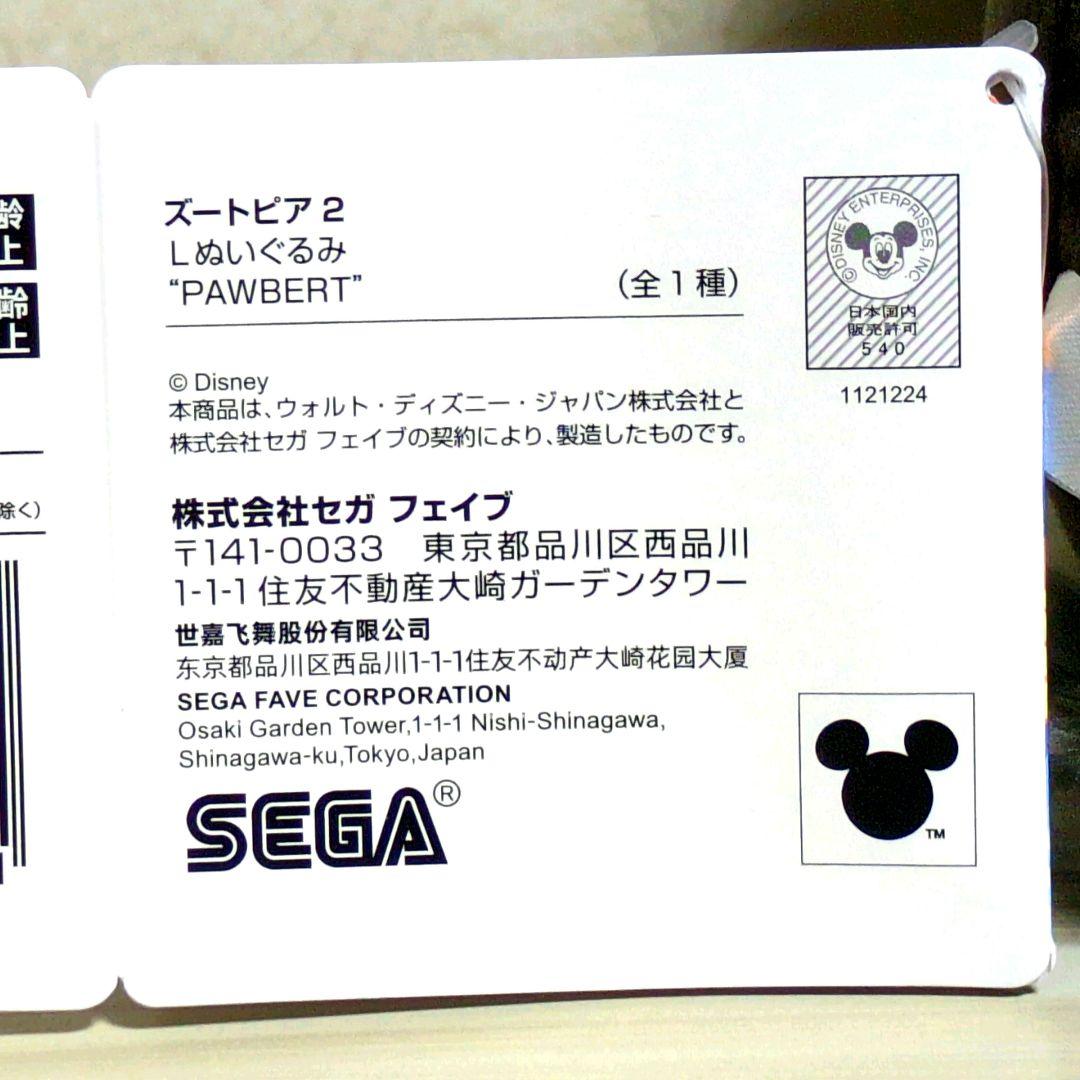 齢
上
齢
上
除く）
ズートピア 2
Lぬいぐるみ
“PAWBERT”
（全1種）
© Disney
本商品は、ウォルト・ディズニー・ジャパン株式会社と
株式会社セガ フェイブの契約により、製造したものです。
株式会社セガ フェイブ
〒141-0033　東京都品川区西品川
1-1-1 住友不動産大崎ガーデンタワー
世嘉飞舞股份有限公司
东京都品川区西品川1-1-1住友不动产大崎花园大厦
SEGA FAVE CORPORATION
Osaki Garden Tower,1-1-1 Nishi-Shinagawa,
Shinagawa-ku,Tokyo,Japan
SEGA®
©DISNEY ENTERPRISES, INC.
日本国内
販売許可
540
1121224
TM